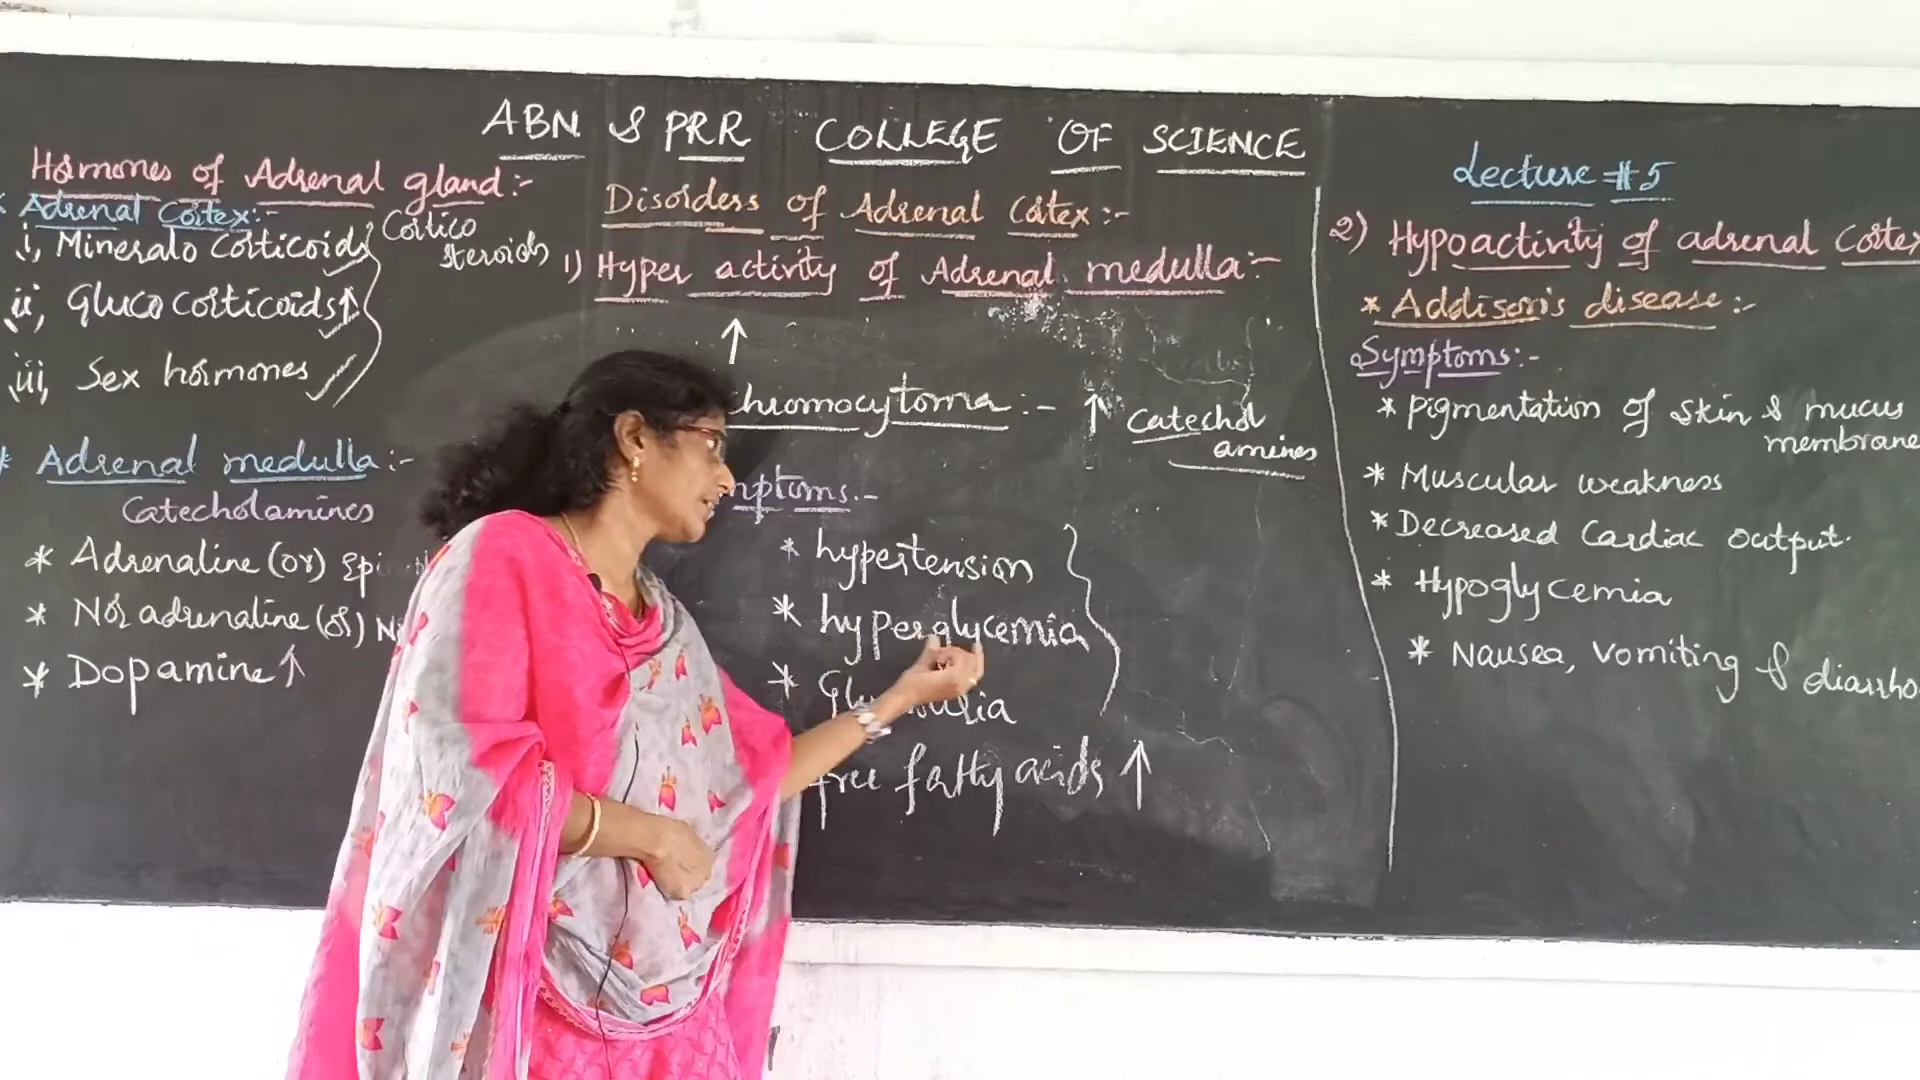 ABN & PRR COLLEGE OF SCIENCE
Hormones of Adrenal gland:-
* Adrenal Cortex:-
i, Mineralo corticoids
Cortico
steroids
ii, Gluco corticoids↑
iii, Sex hormones
* Adrenal medulla:-
Catecholamines
* Adrenaline (or) Epi
* Nor adrenaline (or) N
* Dopamine ↑
Disorders of Adrenal Cortex:-
1) Hyper activity of Adrenal medulla:-
↑
hromocytoma:- ↑ Catechol
amines
mptoms:-
* hypertension
* hyperglycemia
*
free fatty acids ↑
Lecture #5
2) Hypoactivity of adrenal Cortex
* Addison's disease:-
Symptoms:-
* Pigmentation of skin & mucus
membrane
* Muscular weakness
* Decreased Cardiac output.
* Hypoglycemia
* Nausea, vomiting & diarrho